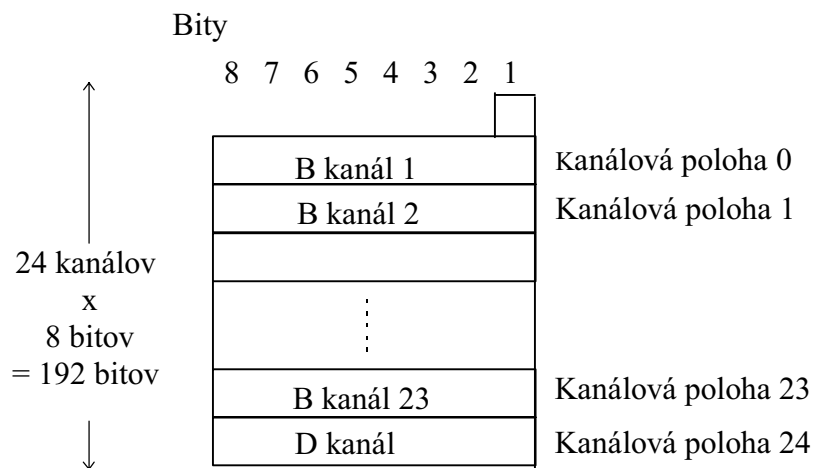 Bity
8 7 6 5 4 3 2 1
B kanál 1
Kanálová poloha 0
B kanál 2
Kanálová poloha 1
24 kanálov
x
8 bitov
= 192 bitov
B kanál 23
Kanálová poloha 23
D kanál
Kanálová poloha 24